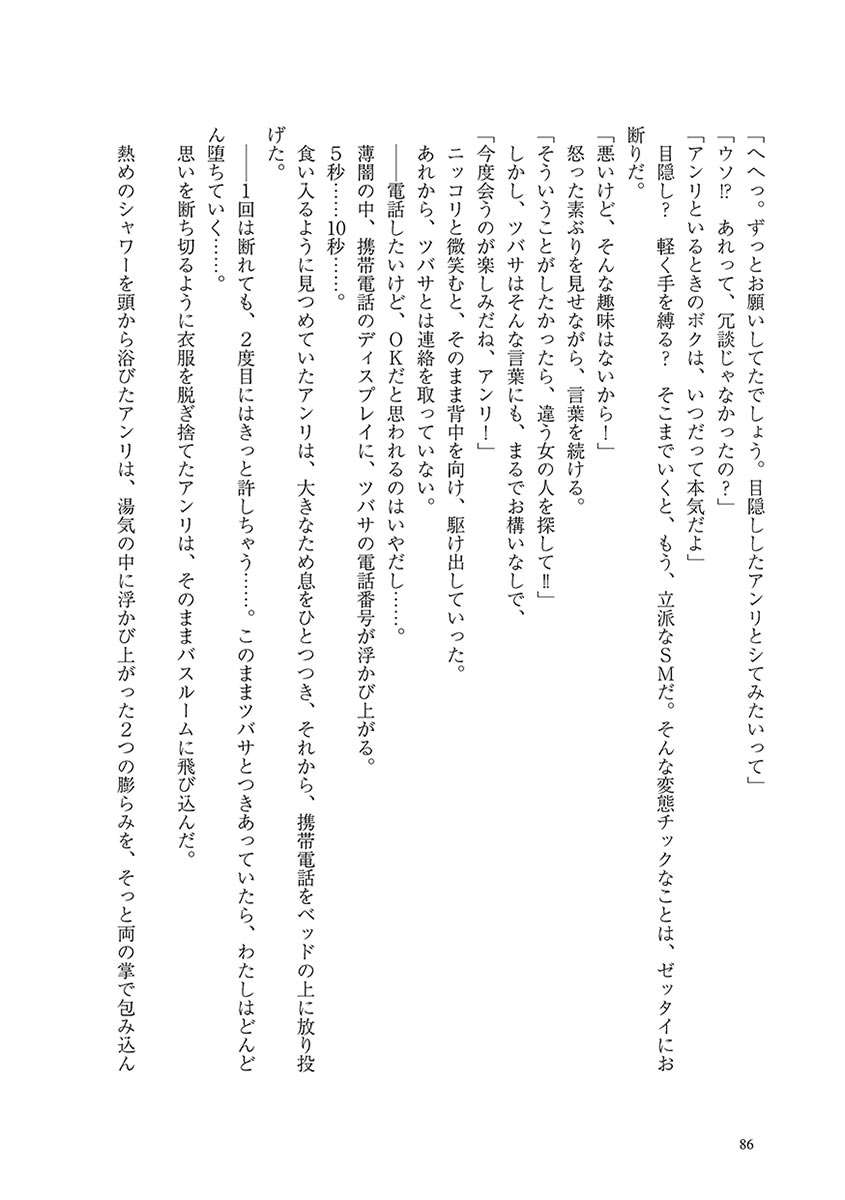 「へへっ。ずっとお願いしてたでしょう。目隠ししたアンリとシてみたいって」
「ウソ!?　あれって、冗談じゃなかったの？」
「アンリといるときのボクは、いつだって本気だよ」
　目隠し？　軽く手を縛る？　そこまでいくと、もう、立派なＳＭだ。そんな変態チックなことは、ゼッタイにお
断りだ。
「悪いけど、そんな趣味はないから！」
　怒った素ぶりを見せながら、言葉を続ける。
「そういうことがしたかったら、違う女の人を探して!!」
　しかし、ツバサはそんな言葉にも、まるでお構いなしで、
「今度会うのが楽しみだね、アンリ！」
　ニッコリと微笑むと、そのまま背中を向け、駆け出していった。
　あれから、ツバサとは連絡を取っていない。
　――電話したいけど、ＯＫだと思われるのはいやだし……。
　薄闇の中、携帯電話のディスプレイに、ツバサの電話番号が浮かび上がる。
　５秒……10秒……。
　食い入るように見つめていたアンリは、大きなため息をひとつつき、それから、携帯電話をベッドの上に放り投
げた。
　――１回は断れても、２度目にはきっと許しちゃう……。このままツバサとつきあっていたら、わたしはどんど
ん堕ちていく……。
　思いを断ち切るように衣服を脱ぎ捨てたアンリは、そのままバスルームに飛び込んだ。
　熱めのシャワーを頭から浴びたアンリは、湯気の中に浮かび上がった２つの膨らみを、そっと両の掌で包み込ん
86